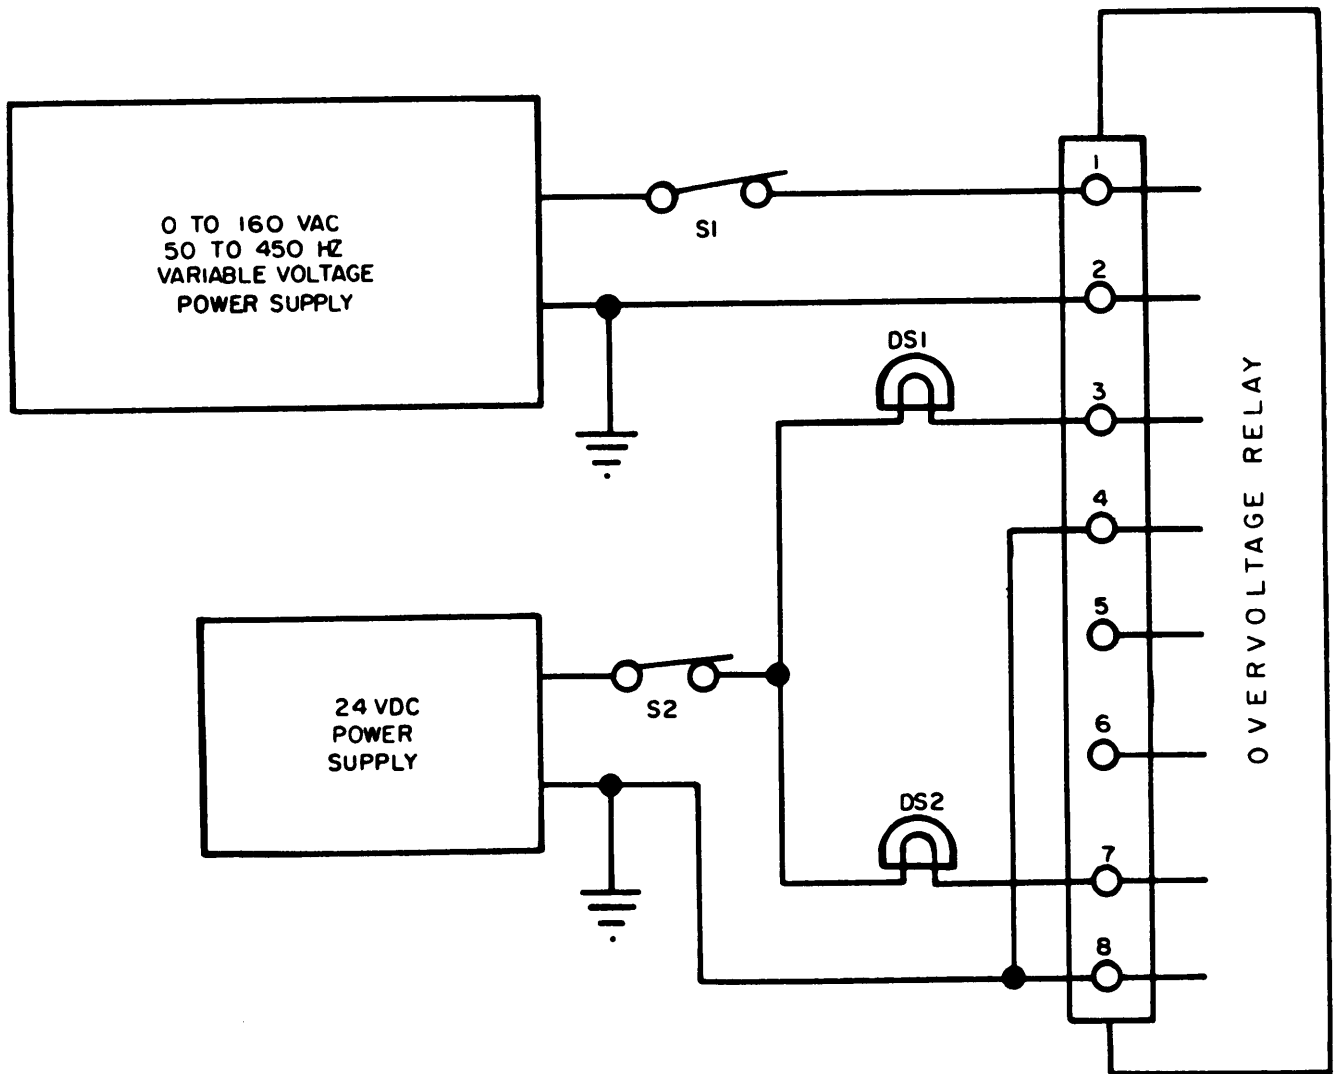 0 TO 160 VAC
50 TO 450 HZ
VARIABLE VOLTAGE
POWER SUPPLY
S1
1
2
DS1
3
4
5
6
7
8
OVERVOLTAGE RELAY
24 VDC
POWER
SUPPLY
S2
DS2